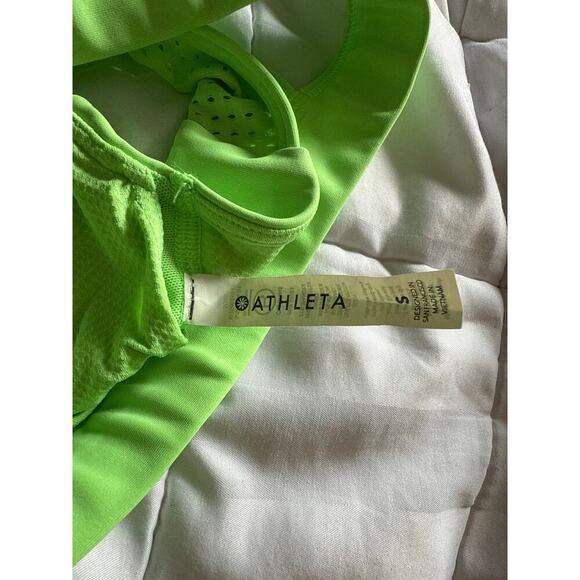 ATHLETA
S
DESIGNED IN
SAN FRANCISCO
MADE IN
VIETNAM